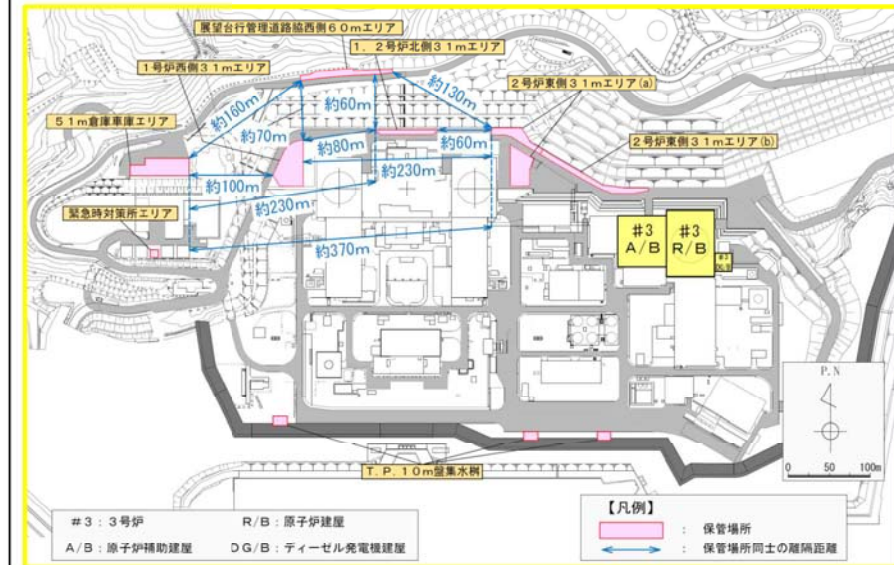 展望台行管理道路脇西側60mエリア
1,2号炉北側31mエリア
1号炉西側31mエリア
2号炉東側31mエリア(a)
51m倉庫車庫エリア
2号炉東側31mエリア(b)
緊急時対策所エリア
約160m
約60m
約130m
約70m
約80m
約60m
約100m
約230m
約230m
約370m
#3
A/B
#3
R/B
#3
T.P.10m盤集水桝
P.N
0 50 100m
#3:3号炉
R/B:原子炉建屋
A/B:原子炉補助建屋
DG/B:ディーゼル発電機建屋
【凡例】
: 保管場所
: 保管場所同士の離隔距離